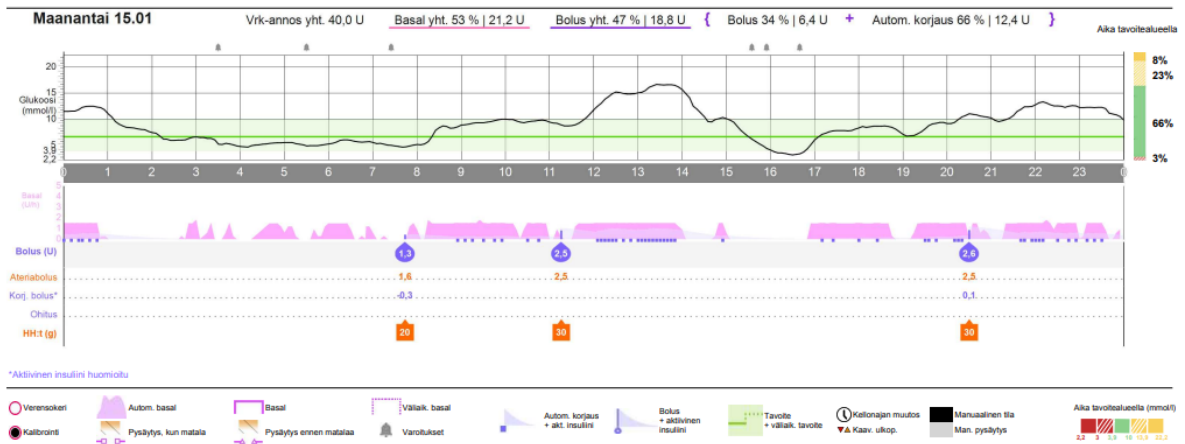 Maanantai 15.01 Vrk-annos yht. 40,0 U Basal yht. 53 % | 21,2 U Bolus yht. 47 % | 18,8 U { Bolus 34 % | 6,4 U + Autom. korjaus 66 % | 12,4 U }
Aika tavoitealueella
20
15
Glukoosi
(mmol/l)
10
5
3,9
2,2
8%
23%
66%
3%
0 1 2 3 4 5 6 7 8 9 10 11 12 13 14 15 16 17 18 19 20 21 22 23 0
Basal
(U/h)
5
4
3
2
1
0
Bolus (U) 1,3 2,5 2,6
Ateriabolus 1,6 2,5 2,5
Korj. bolus* -0,3 0,1
Ohitus
HH:t (g) 20 30 30
*Aktiivinen insuliini huomioitu
Verensokeri Autom. basal Basal Väliaik. basal Autom. korjaus + akt. insuliini Bolus + aktiivinen insuliini Tavoite + väliaik. tavoite Kellonajan muutos Manuaalinen tila Aika tavoitealueella (mmol/l)
Kalibrointi Pysäytys, kun matala Pysäytys ennen matalaa Varoitukset Kaav. ulkop. Man. pysäytys
2,2 3 3,9 10 13,9 22,2